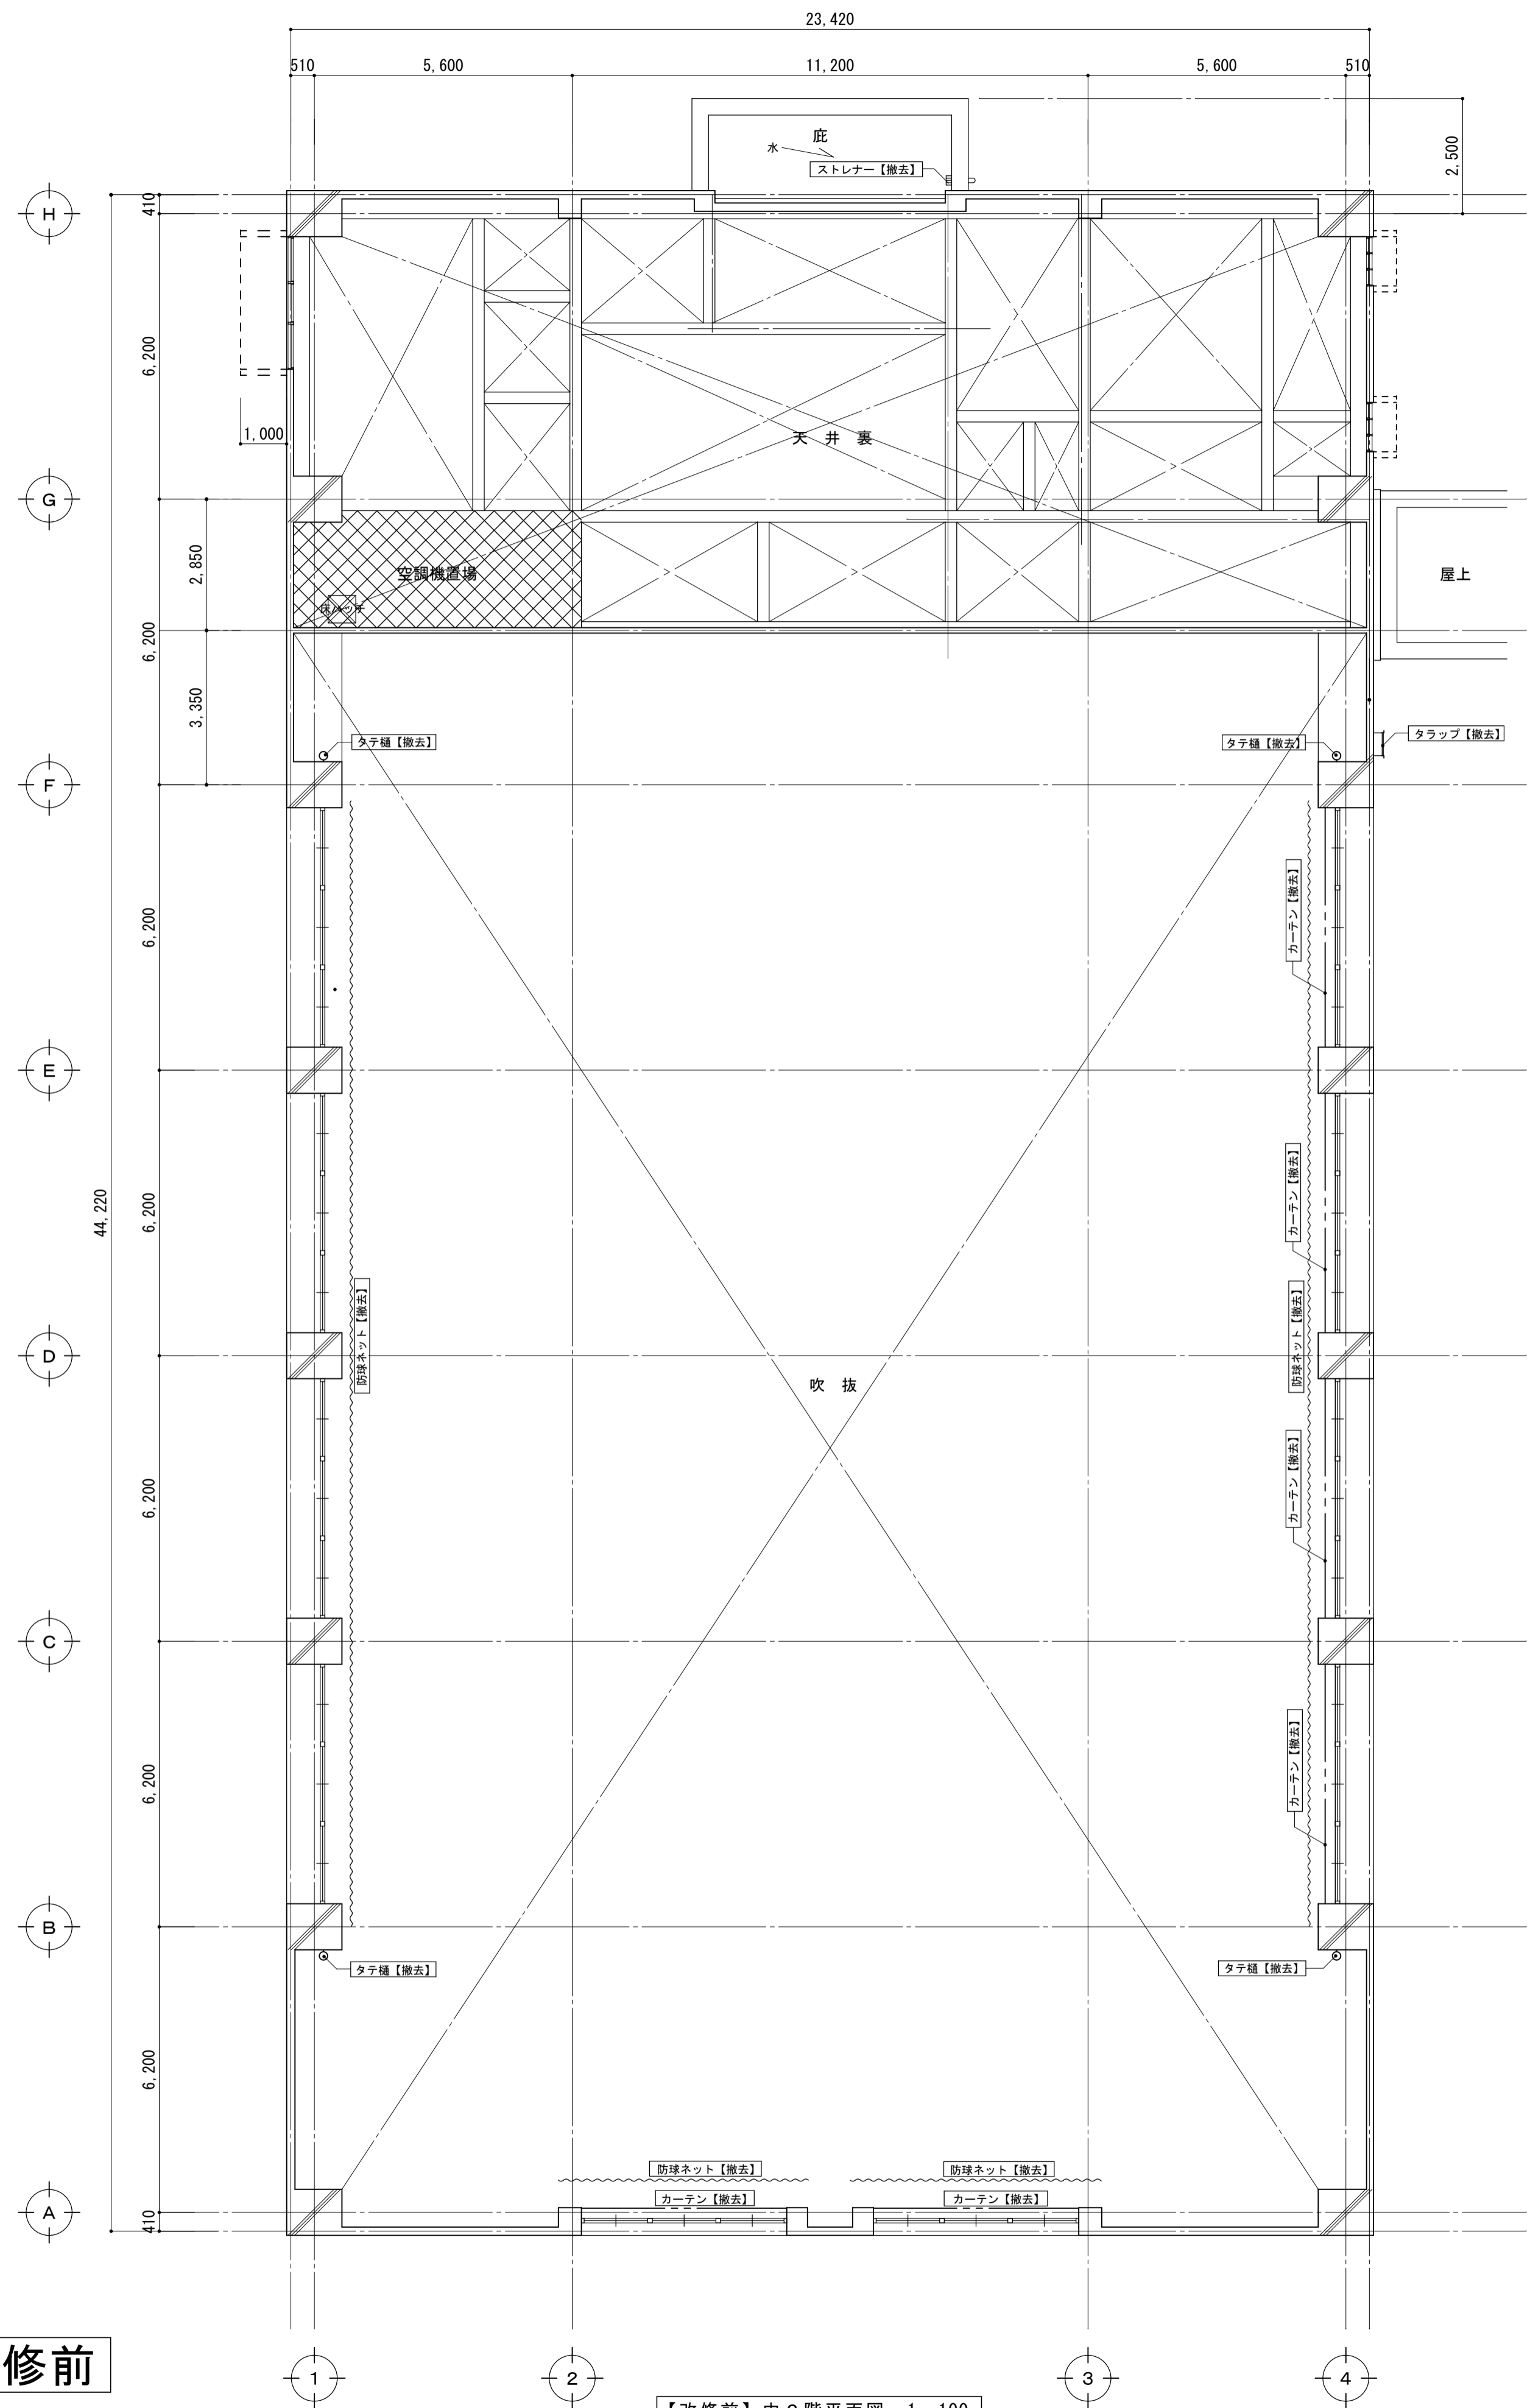 23,420
510
5,600
11,200
5,600
510
庇
水
ストレナー【撤去】
2,500
H
410
6,200
1,000
天 井 裏
G
2,850
空調機置場
床ハッチ
屋上
6,200
3,350
タテ樋【撤去】
タテ樋【撤去】
タラップ【撤去】
F
カーテン【撤去】
6,200
E
カーテン【撤去】
44,220
6,200
防球ネット【撤去】
防球ネット【撤去】
D
吹 抜
カーテン【撤去】
6,200
C
カーテン【撤去】
6,200
B
タテ樋【撤去】
タテ樋【撤去】
6,200
防球ネット【撤去】
防球ネット【撤去】
カーテン【撤去】
カーテン【撤去】
A
410
修前
1
2
3
4